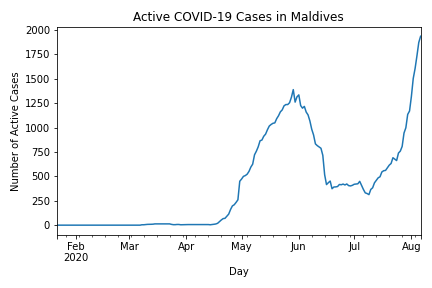 Active COVID-19 Cases in Maldives
2000
1750
1500
1250
1000
750
500
250
0
Number of Active Cases
Feb Mar Apr May Jun Jul Aug
2020
Day